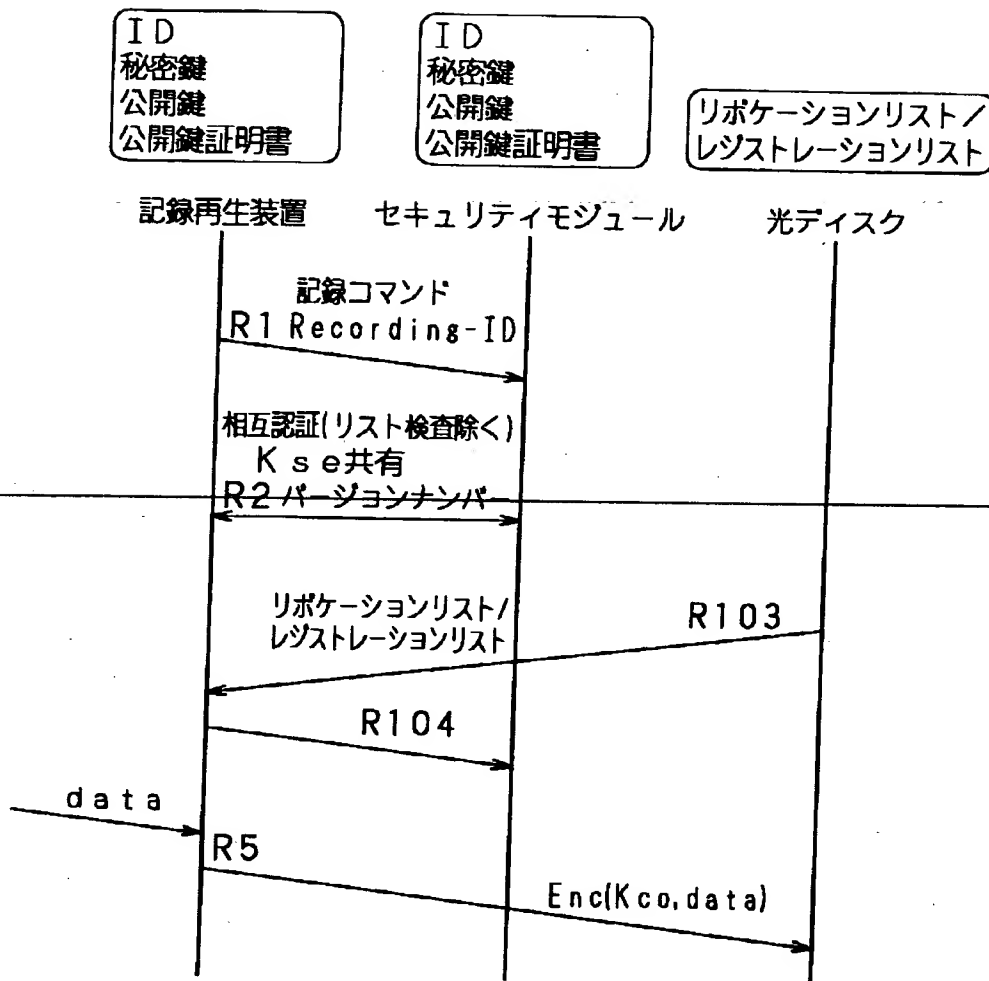 ID
秘密鍵
公開鍵
公開鍵証明書
ID
秘密鍵
公開鍵
公開鍵証明書
リボケーションリスト/
レジストレーションリスト
記録再生装置
セキュリティモジュール
光ディスク
記録コマンド
R1 Recording-ID
相互認証(リスト検査除く)
Kse共有
R2 バージョンナンバー
リボケーションリスト/
レジストレーションリスト
R103
R104
data
R5
Enc(Kco,data)